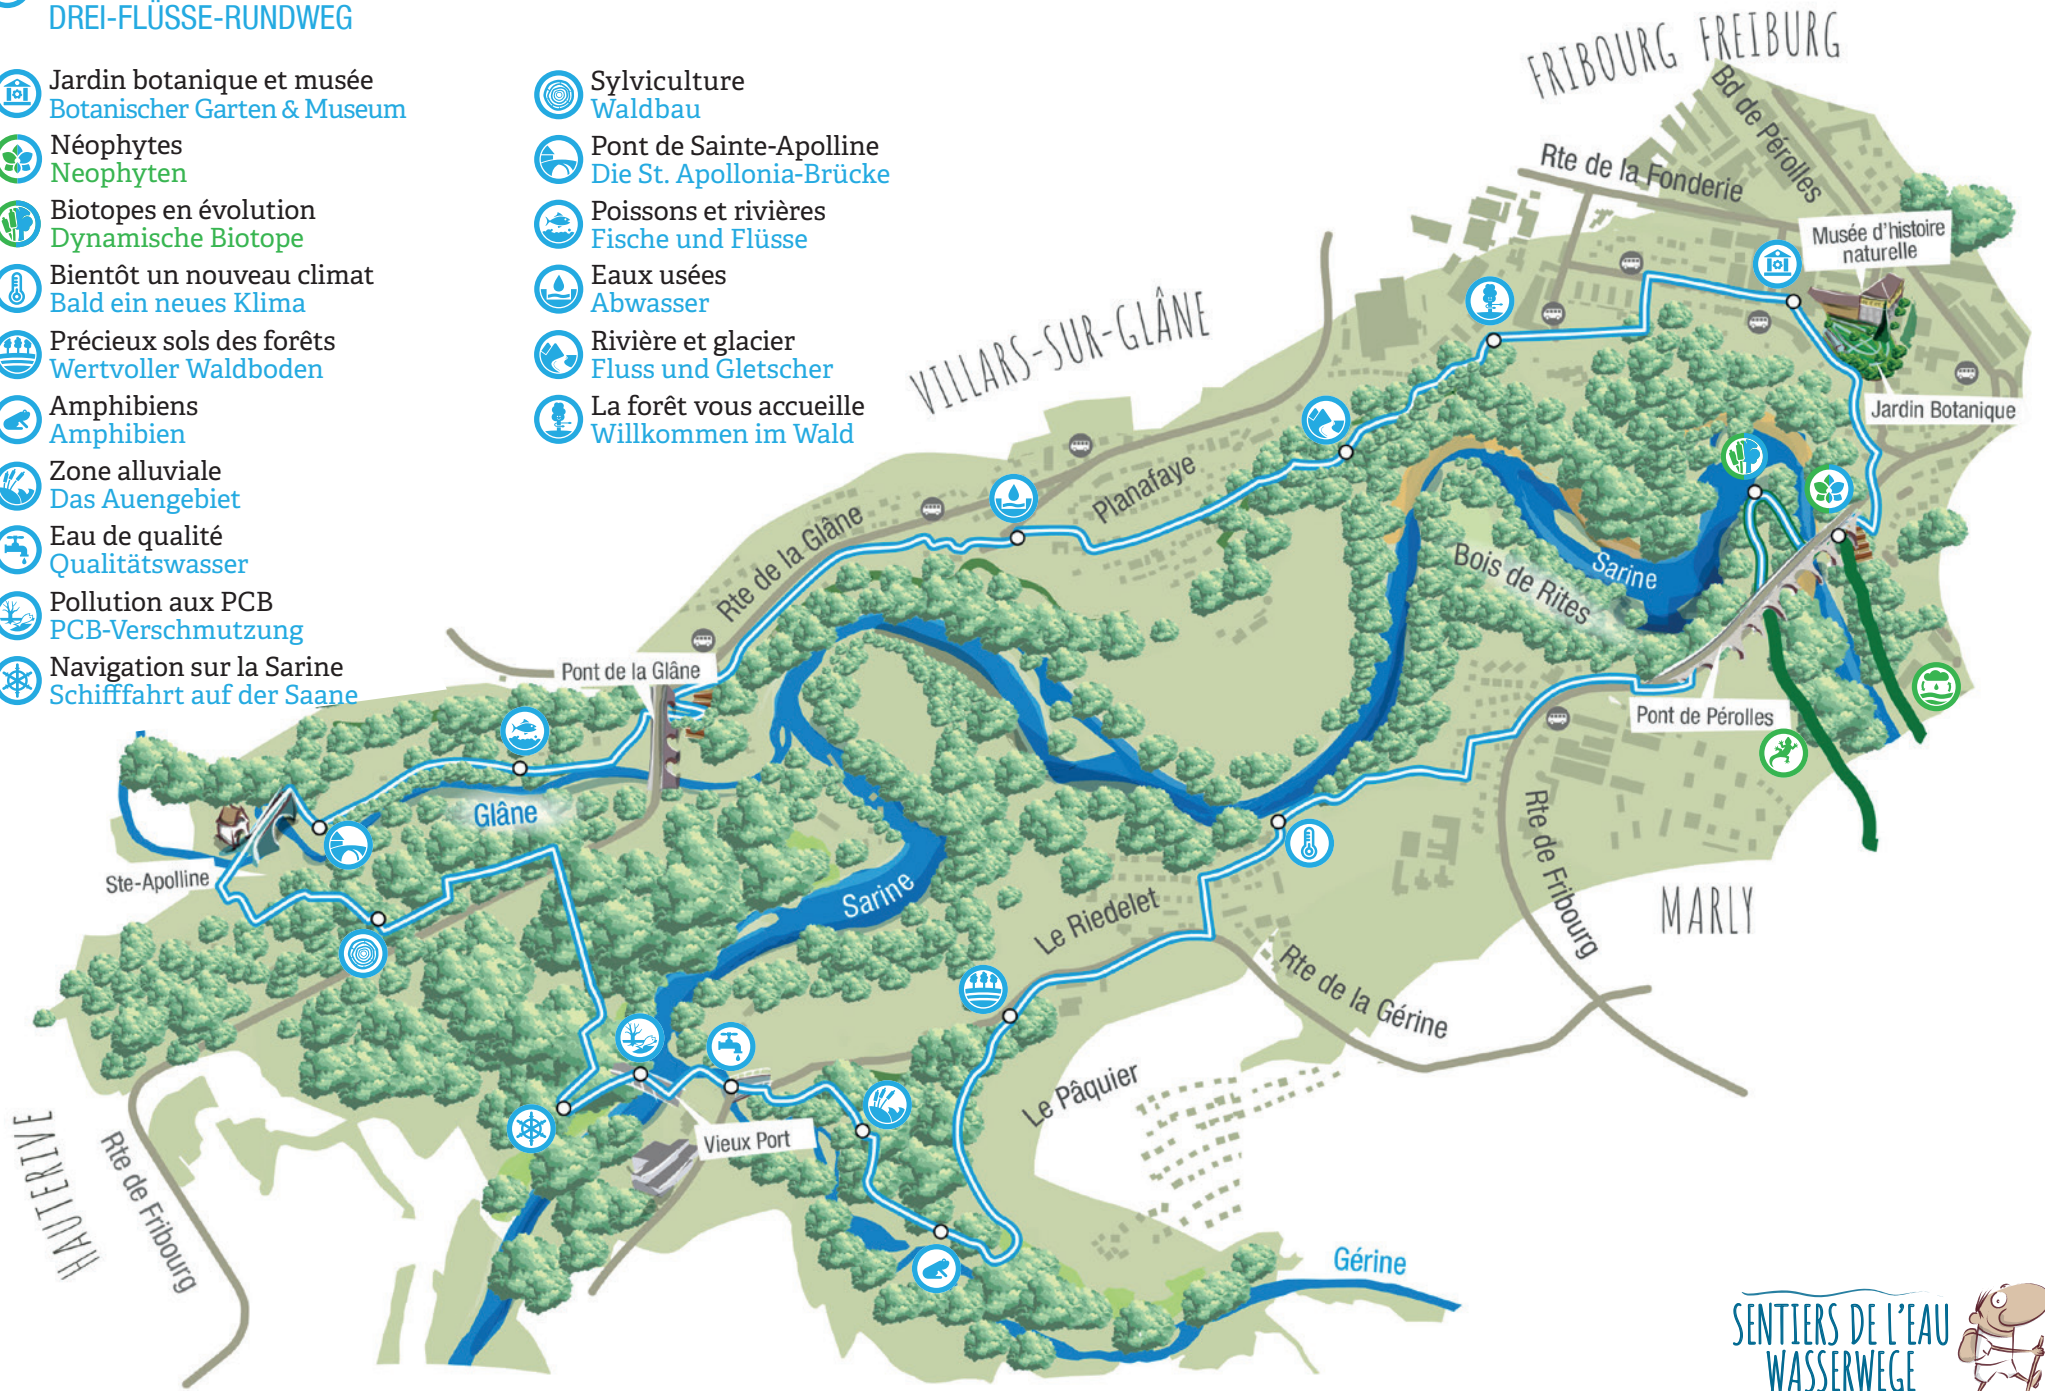 DREI-FLÜSSE-RUNDWEG
Jardin botanique et musée
Botanischer Garten & Museum
Néophytes
Neophyten
Biotopes en évolution
Dynamische Biotope
Bientôt un nouveau climat
Bald ein neues Klima
Précieux sols des forêts
Wertvoller Waldboden
Amphibiens
Amphibien
Zone alluviale
Das Auengebiet
Eau de qualité
Qualitätswasser
Pollution aux PCB
PCB-Verschmutzung
Navigation sur la Sarine
Schifffahrt auf der Saane
Sylviculture
Waldbau
Pont de Sainte-Apolline
Die St. Apollonia-Brücke
Poissons et rivières
Fische und Flüsse
Eaux usées
Abwasser
Rivière et glacier
Fluss und Gletscher
La forêt vous accueille
Willkommen im Wald
FRIBOURG FREIBURG
Bd de Pérolles
Rte de la Fonderie
Musée d'histoire
naturelle
Jardin Botanique
VILLARS-SUR-GLÂNE
Planafaye
Rte de la Glâne
Bois de Rites
Sarine
Pont de la Glâne
Pont de Pérolles
Glâne
Ste-Apolline
Sarine
Le Riedelet
Rte de Fribourg
MARLY
Rte de la Gérine
Le Pâquier
Vieux Port
HAUTERIVE
Rte de Fribourg
Gérine
SENTIERS DE L'EAU
WASSERWEGE